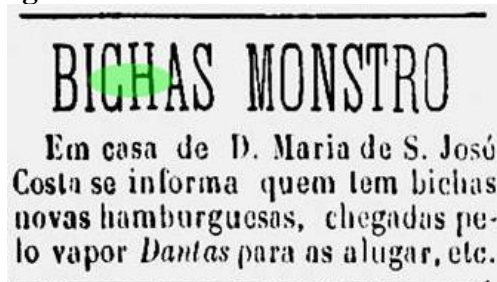 BICHAS MONSTRO
Em casa de D. Maria de S. José
Costa se informa quem tem bichas
novas hamburguesas, chegadas pe-
lo vapor Dantas para as alugar, etc.